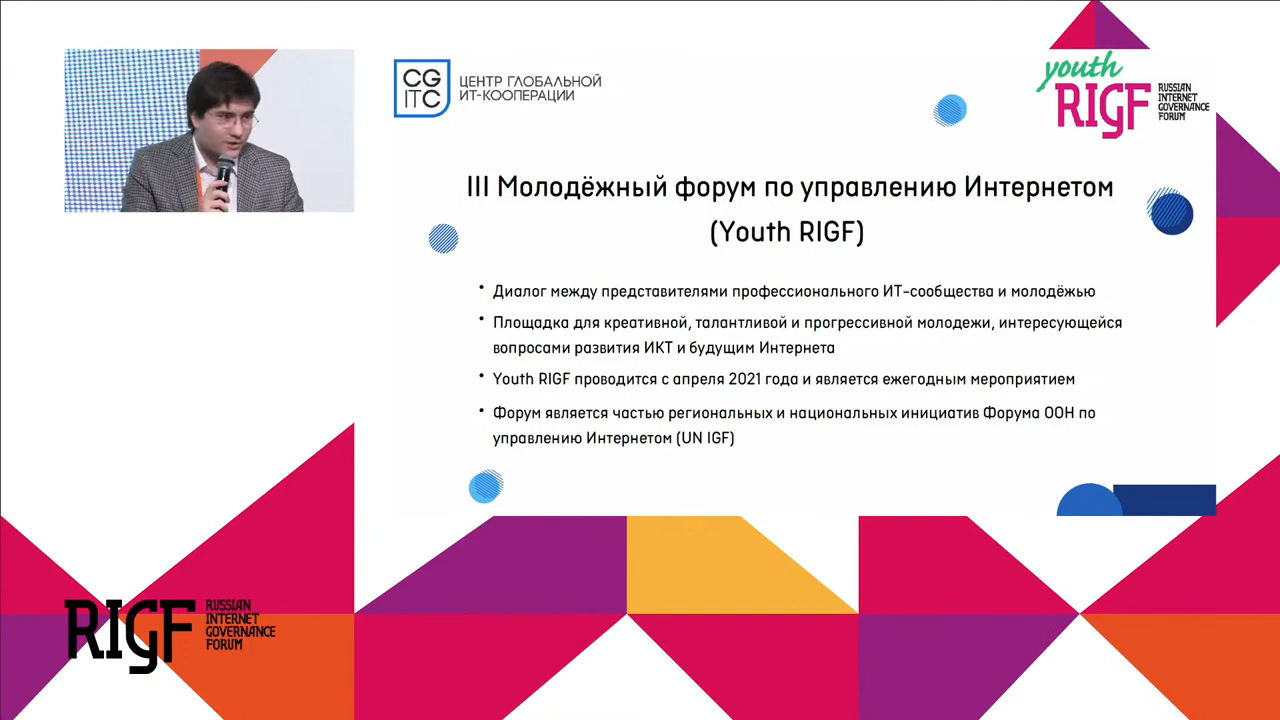 CG
ITC
ЦЕНТР ГЛОБАЛЬНОЙ
ИТ-КООПЕРАЦИИ
youth
RIGF
RUSSIAN
INTERNET
GOVERNANCE
FORUM
III Молодёжный форум по управлению Интернетом
(Youth RIGF)
• Диалог между представителями профессионального ИТ-сообщества и молодёжью
• Площадка для креативной, талантливой и прогрессивной молодежи, интересующейся
вопросами развития ИКТ и будущим Интернета
• Youth RIGF проводится с апреля 2021 года и является ежегодным мероприятием
• Форум является частью региональных и национальных инициатив Форума ООН по
управлению Интернетом (UN IGF)
RIGF
RUSSIAN
INTERNET
GOVERNANCE
FORUM